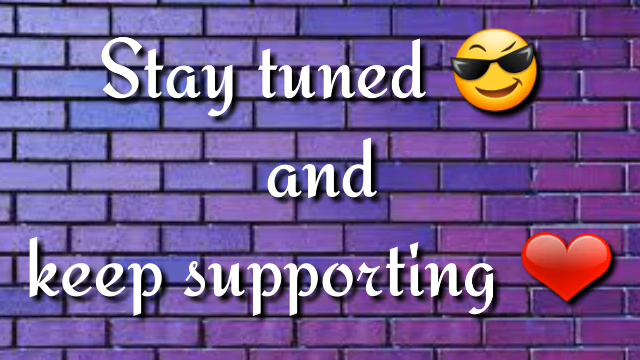 Stay tuned 😎
and
keep supporting ❤️